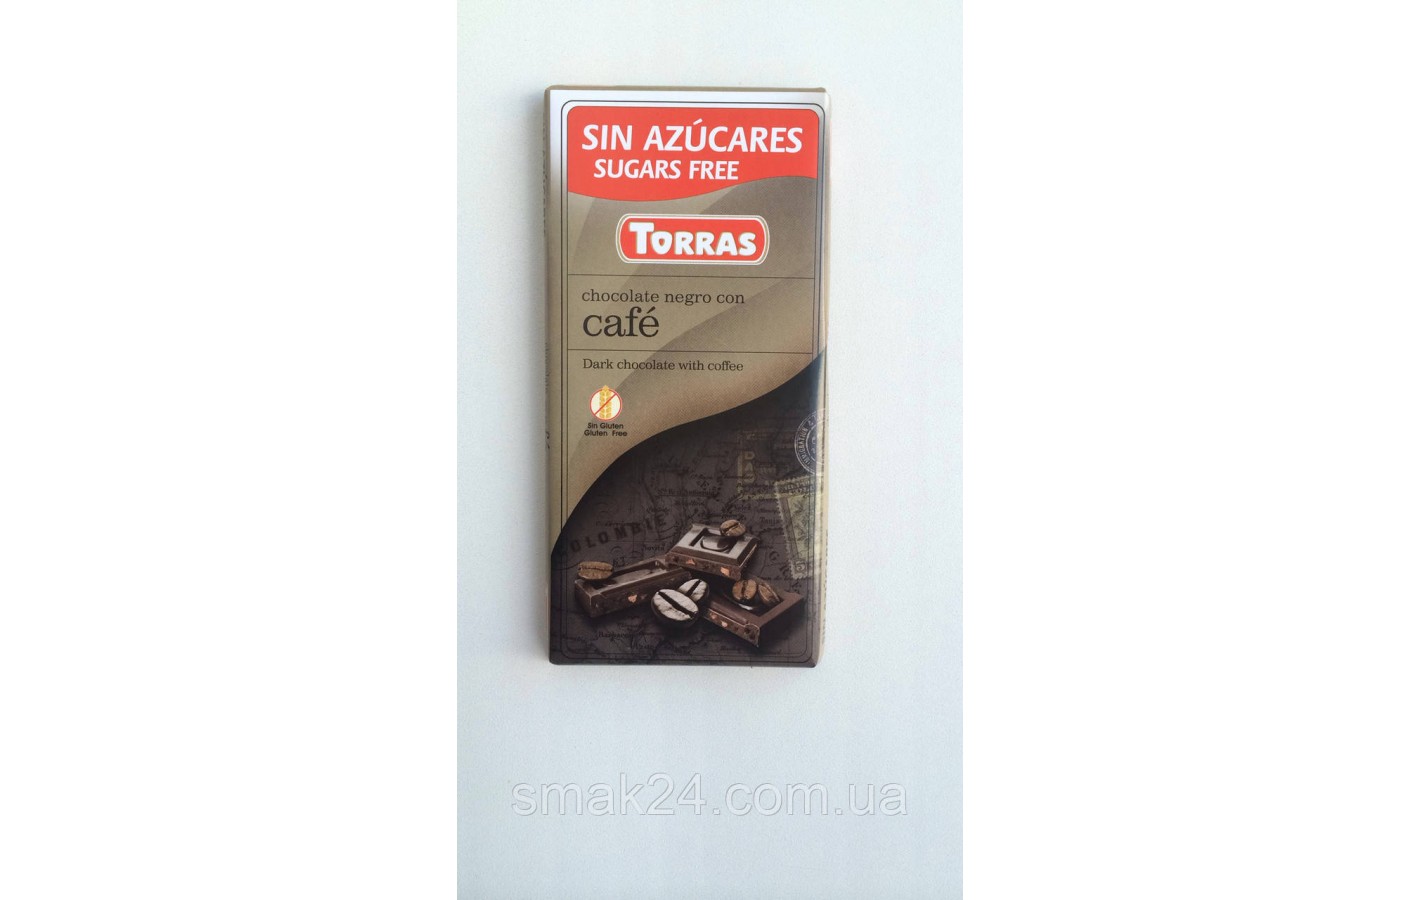 SIN AZÚCARES
SUGARS FREE
TORRAS
chocolate negro con
café
Dark chocolate with coffee
Sin Gluten
Gluten Free
COLOMBIE
smak24.com.ua